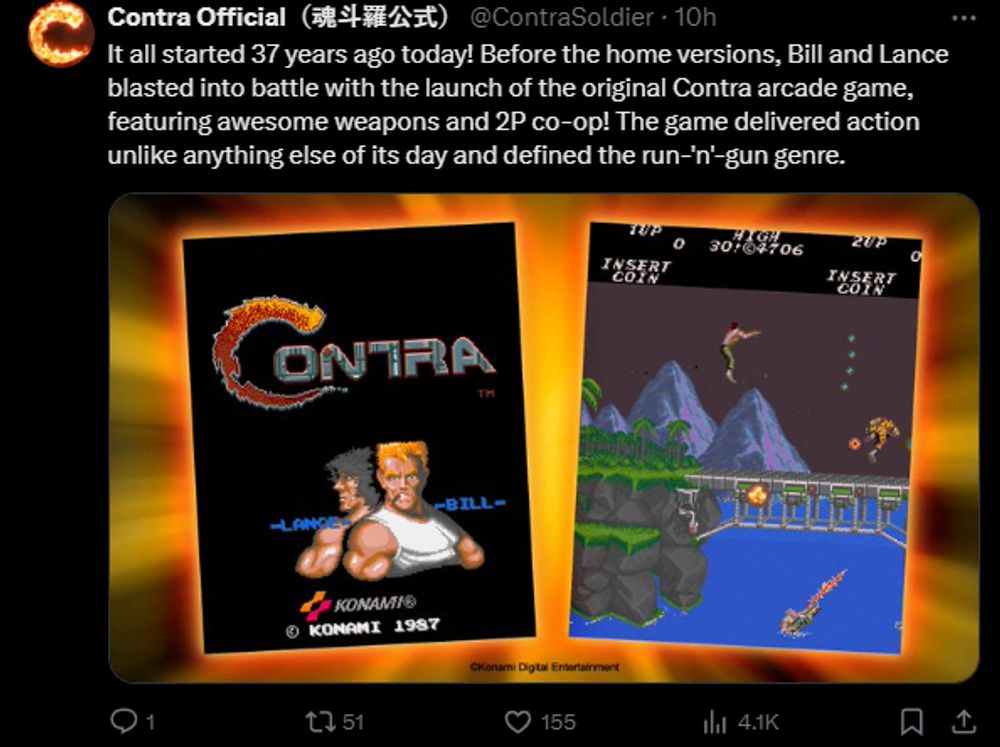 Contra Official（魂斗羅公式） @ContraSoldier · 10h
It all started 37 years ago today! Before the home versions, Bill and Lance
blasted into battle with the launch of the original Contra arcade game,
featuring awesome weapons and 2P co-op! The game delivered action
unlike anything else of its day and defined the run-'n'-gun genre.
CONTRA
TM
-LANCE-
-BILL-
KONAMI®
© KONAMI 1987
1UP HIGH 2UP
0 30!©4706 0
INSERT COIN
INSERT COIN
©Konami Digital Entertainment
1 51 155 4.1K